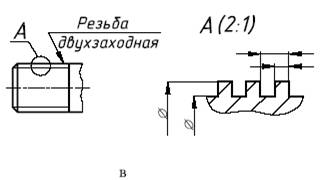 A
Резьба
двухзаходная
A (2:1)
⌀
⌀
в